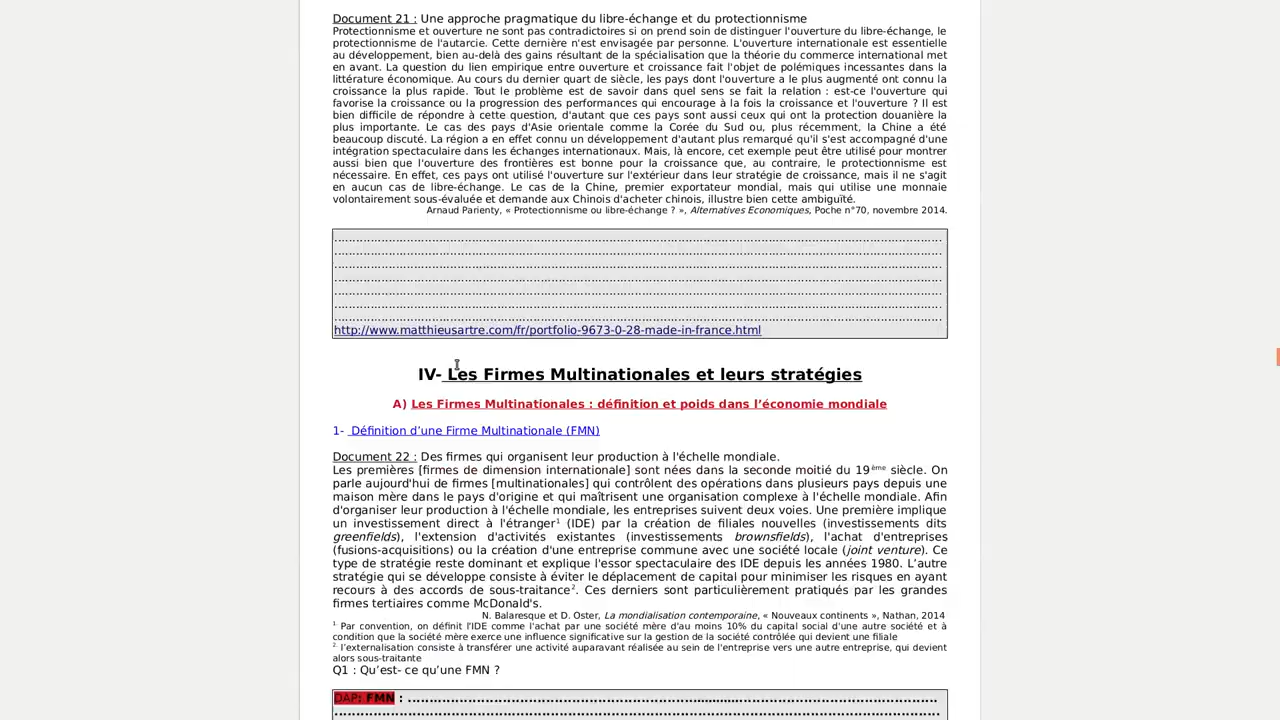 Document 21 : Une approche pragmatique du libre-échange et du protectionnisme
Protectionnisme et ouverture ne sont pas contradictoires si on prend soin de distinguer l'ouverture du libre-échange, le
protectionnisme de l'autarcie. Cette dernière n'est envisagée par personne. L'ouverture internationale est essentielle
au développement, bien au-delà des gains résultant de la spécialisation que la théorie du commerce international met
en avant. La question du lien empirique entre ouverture et croissance fait l'objet de polémiques incessantes dans la
littérature économique. Au cours du dernier quart de siècle, les pays dont l'ouverture a le plus augmenté ont connu la
croissance la plus rapide. Tout le problème est de savoir dans quel sens se fait la relation : est-ce l'ouverture qui
favorise la croissance ou la progression des performances qui encourage à la fois la croissance et l'ouverture ? Il est
bien difficile de répondre à cette question, d'autant que ces pays sont aussi ceux qui ont la protection douanière la
plus importante. Le cas des pays d'Asie orientale comme la Corée du Sud ou, plus récemment, la Chine a été
beaucoup discuté. La région a en effet connu un développement d'autant plus remarqué qu'il s'est accompagné d'une
intégration spectaculaire dans les échanges internationaux. Mais, là encore, cet exemple peut être utilisé pour montrer
aussi bien que l'ouverture des frontières est bonne pour la croissance que, au contraire, le protectionnisme est
nécessaire. En effet, ces pays ont utilisé l'ouverture sur l'extérieur dans leur stratégie de croissance, mais il ne s'agit
en aucun cas de libre-échange. Le cas de la Chine, premier exportateur mondial, mais qui utilise une monnaie
volontairement sous-évaluée et demande aux Chinois d'acheter chinois, illustre bien cette ambiguïté.
Arnaud Parienty, « Protectionnisme ou libre-échange ? », Alternatives Economiques, Poche n°70, novembre 2014.
http://www.matthieusartre.com/fr/portfolio-9673-0-28-made-in-france.html
IV- Les Firmes Multinationales et leurs stratégies
A) Les Firmes Multinationales : définition et poids dans l’économie mondiale
1- Définition d’une Firme Multinationale (FMN)
Document 22 : Des firmes qui organisent leur production à l'échelle mondiale.
Les premières [firmes de dimension internationale] sont nées dans la seconde moitié du 19ème siècle. On
parle aujourd'hui de firmes [multinationales] qui contrôlent des opérations dans plusieurs pays depuis une
maison mère dans le pays d'origine et qui maîtrisent une organisation complexe à l'échelle mondiale. Afin
d'organiser leur production à l'échelle mondiale, les entreprises suivent deux voies. Une première implique
un investissement direct à l'étranger1 (IDE) par la création de filiales nouvelles (investissements dits
greenfields), l'extension d'activités existantes (investissements brownsfields), l'achat d'entreprises
(fusions-acquisitions) ou la création d'une entreprise commune avec une société locale (joint venture). Ce
type de stratégie reste dominant et explique l'essor spectaculaire des IDE depuis les années 1980. L’autre
stratégie qui se développe consiste à éviter le déplacement de capital pour minimiser les risques en ayant
recours à des accords de sous-traitance2. Ces derniers sont particulièrement pratiqués par les grandes
firmes tertiaires comme McDonald's.
N. Balaresque et D. Oster, La mondialisation contemporaine, « Nouveaux continents », Nathan, 2014
1. Par convention, on définit l'IDE comme l'achat par une société mère d'au moins 10% du capital social d'une autre société et à
condition que la société mère exerce une influence significative sur la gestion de la société contrôlée qui devient une filiale
2. l’externalisation consiste à transférer une activité auparavant réalisée au sein de l'entreprise vers une autre entreprise, qui devient
alors sous-traitante
Q1 : Qu’est- ce qu’une FMN ?
DAP: FMN :